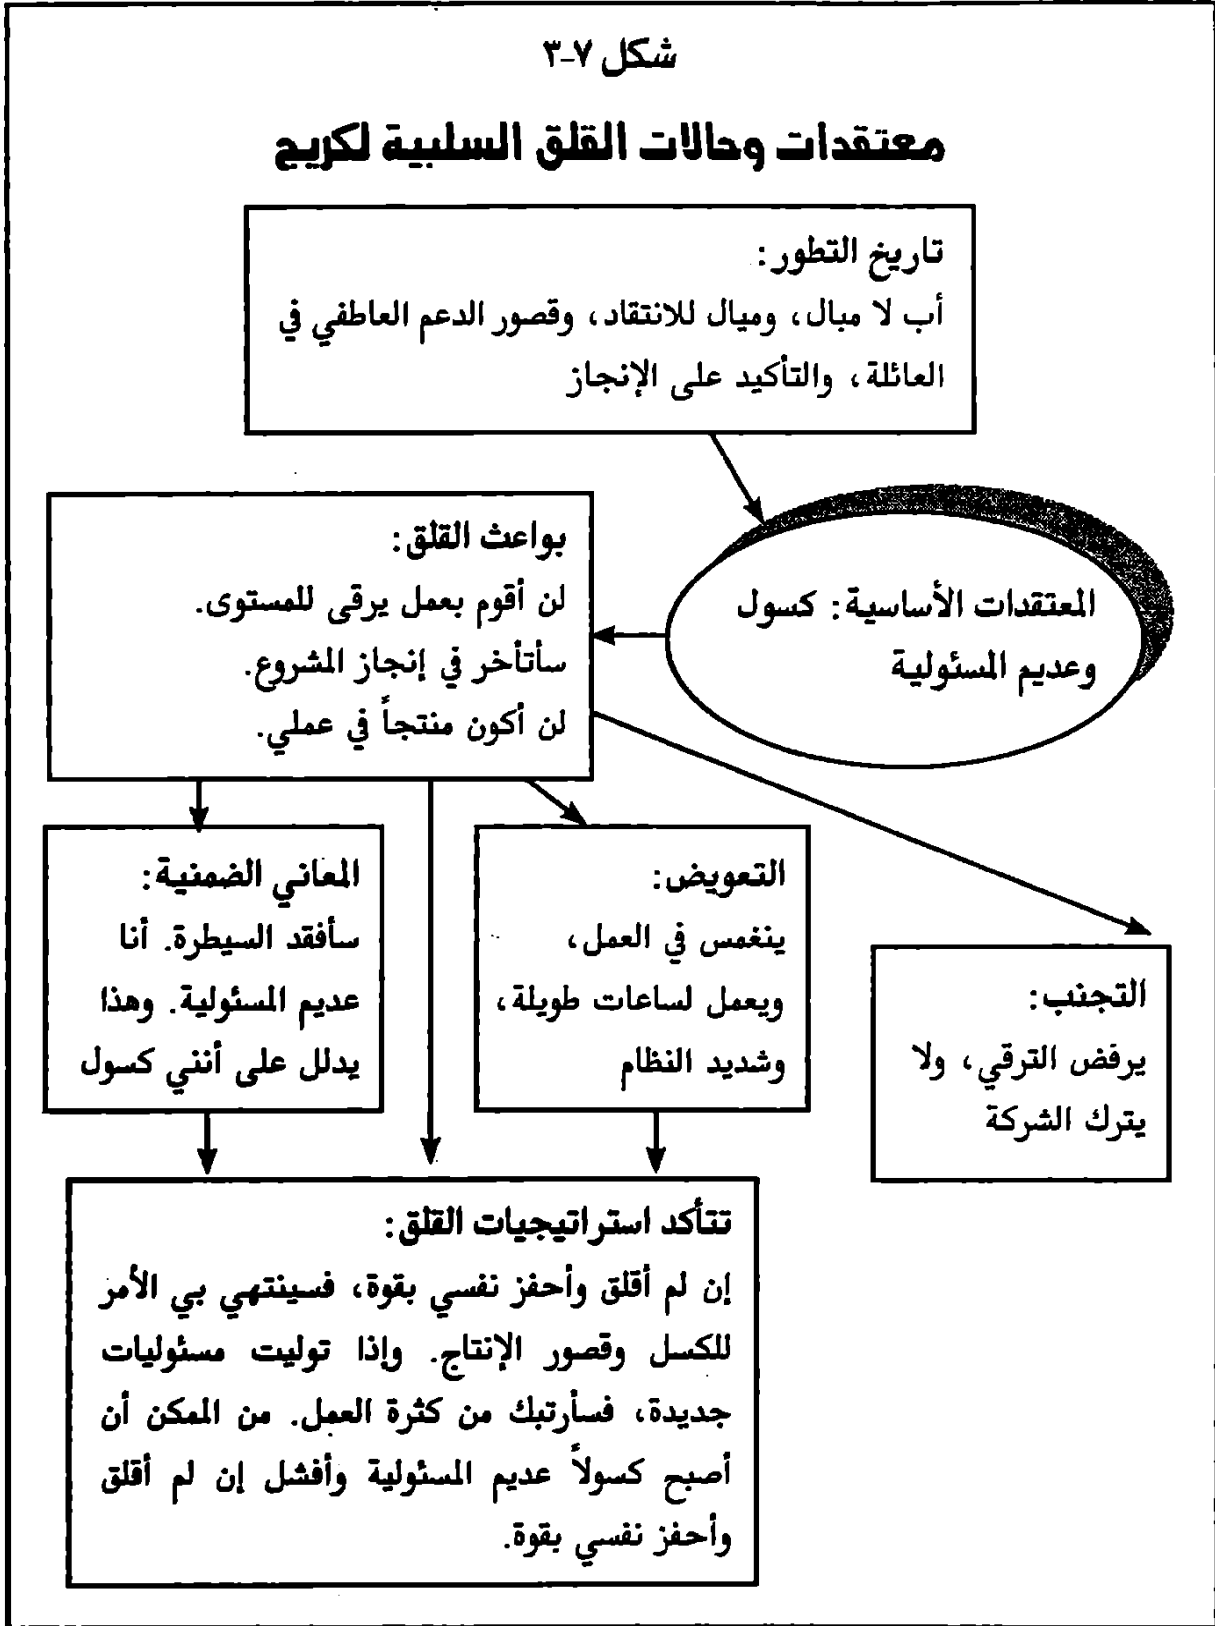 شكل ٧-٣
معتقدات وحالات القلق السلبية لكريج
تاريخ التطور:
أب لا مبال، وميال للانتقاد، وقصور الدعم العاطفي في
العائلة، والتأكيد على الإنجاز
المعتقدات الأساسية: كسول
وعديم المسئولية
بواعث القلق:
لن أقوم بعمل يرقى للمستوى.
سأتأخر في إنجاز المشروع.
لن أكون منتجاً في عملي.
التجنب:
يرفض الترقي، ولا
يترك الشركة
التعويض:
ينغمس في العمل،
ويعمل لساعات طويلة،
وشديد النظام
المعاني الضمنية:
سأفقد السيطرة. أنا
عديم المسئولية. وهذا
يدلل على أنني كسول
تتأكد استراتيجيات القلق:
إن لم أقلق وأحفز نفسي بقوة، فسينتهي بي الأمر
للكسل وقصور الإنتاج. وإذا توليت مسئوليات
جديدة، فسأرتبك من كثرة العمل. من الممكن أن
أصبح كسولاً عديم المسئولية وأفشل إن لم أقلق
وأحفز نفسي بقوة.